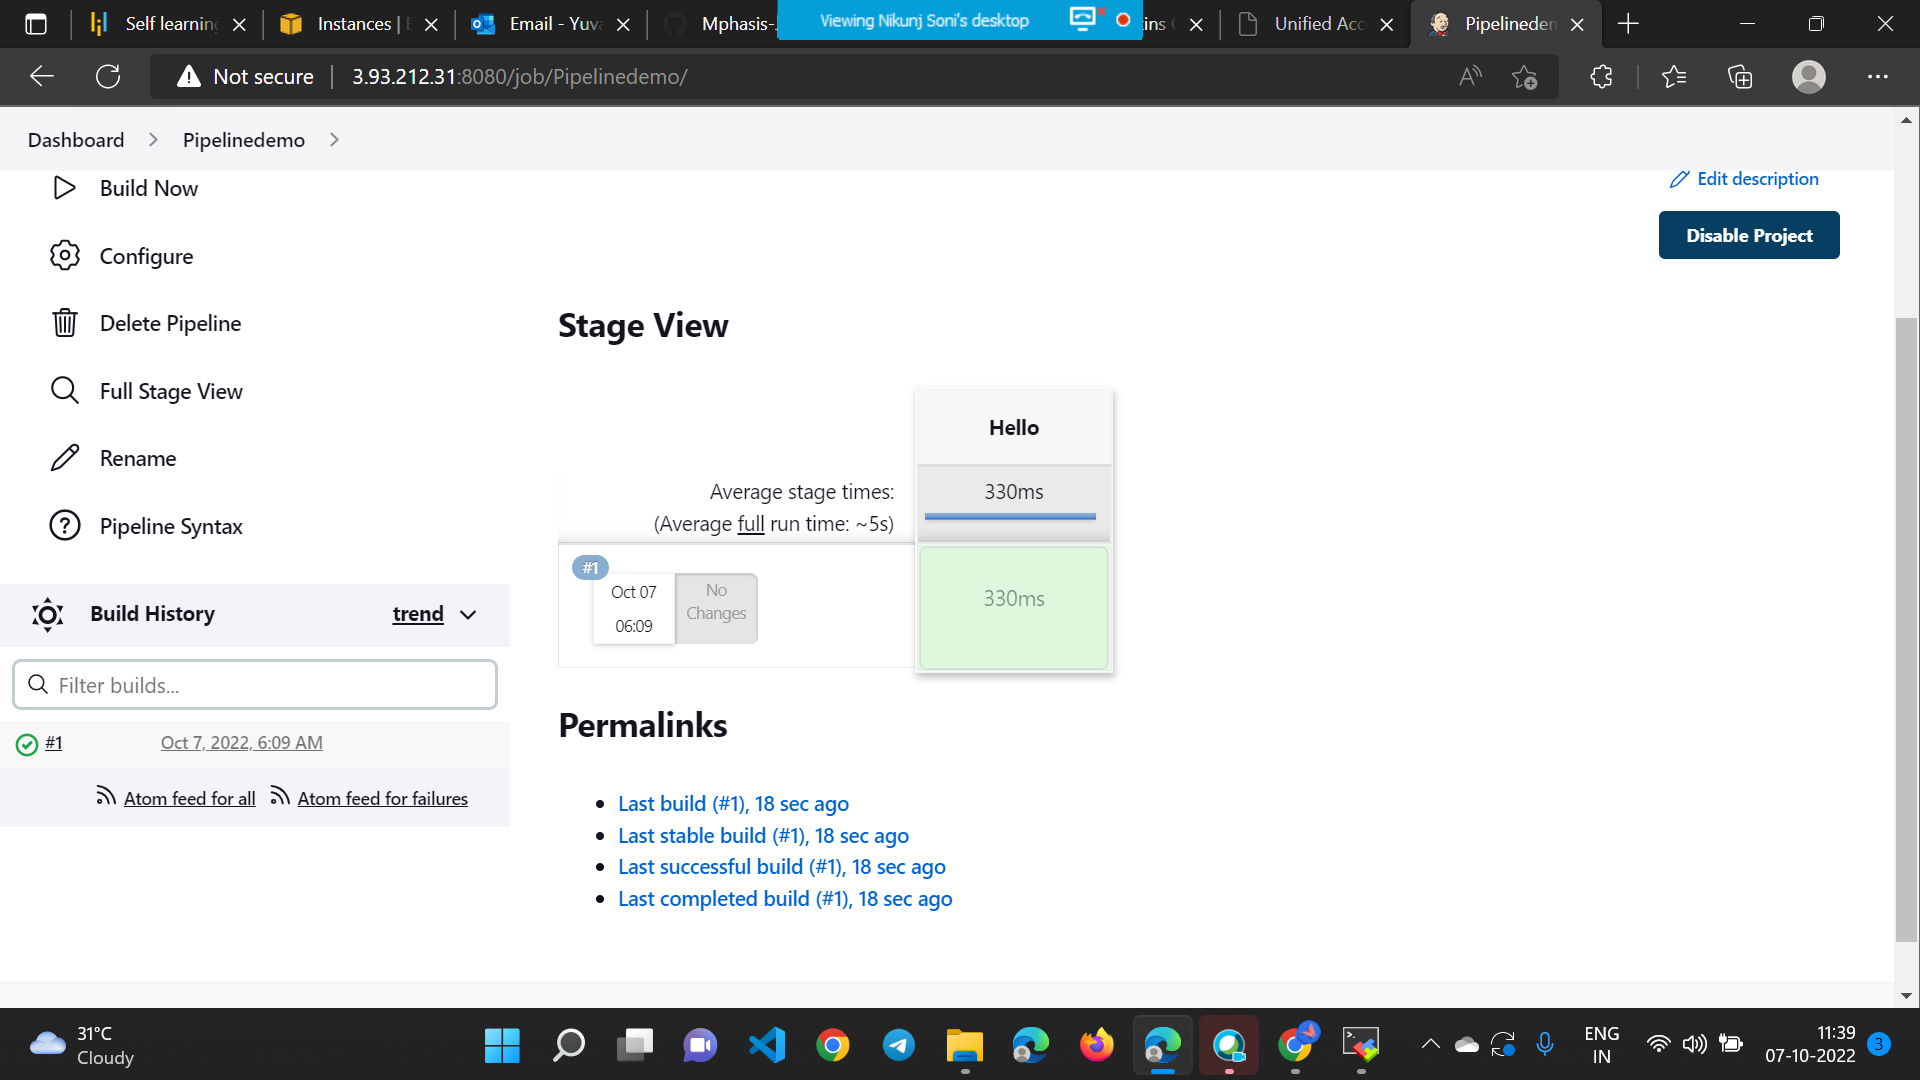 Self learning
Instances | E
Email - Yuva
Mphasis-J
Viewing Nikunj Soni's desktop
ins
Unified Acc
Pipelinedem
Not secure
3.93.212.31:8080/job/Pipelinedemo/
Dashboard
Pipelinedemo
Build Now
Edit description
Disable Project
Configure
Delete Pipeline
Full Stage View
Rename
Pipeline Syntax
Stage View
Hello
Average stage times:
(Average full run time: ~5s)
330ms
#1
Oct 07
06:09
No
Changes
330ms
Build History
trend
Filter builds...
#1
Oct 7, 2022, 6:09 AM
Atom feed for all
Atom feed for failures
Permalinks
Last build (#1), 18 sec ago
Last stable build (#1), 18 sec ago
Last successful build (#1), 18 sec ago
Last completed build (#1), 18 sec ago
31°C
Cloudy
ENG
IN
11:39
07-10-2022
3